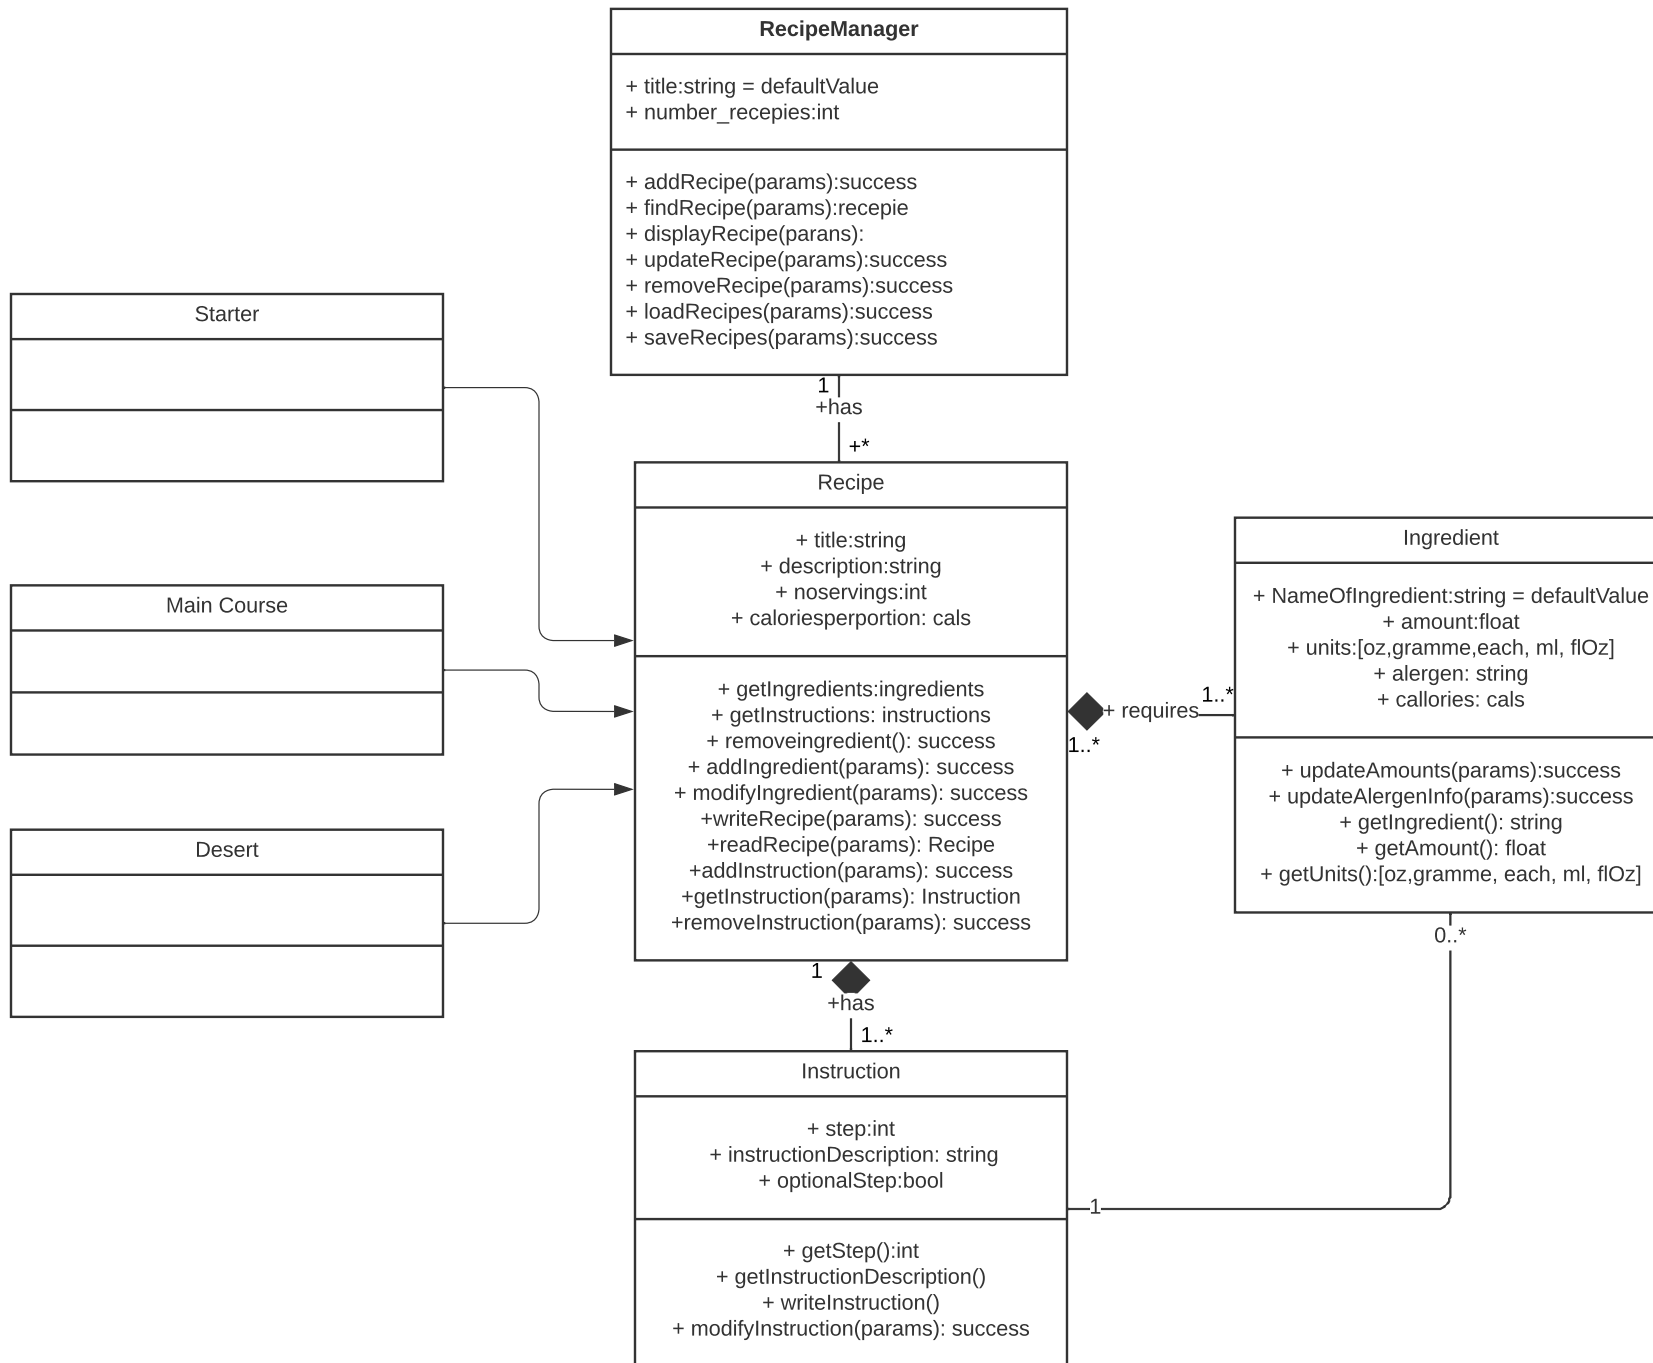 RecipeManager
+ title:string = defaultValue
+ number_recepies:int
+ addRecipe(params):success
+ findRecipe(params):recepie
+ displayRecipe(parans):
+ updateRecipe(params):success
+ removeRecipe(params):success
+ loadRecipes(params):success
+ saveRecipes(params):success
1
+has
+*
Starter
Main Course
Desert
Recipe
+ title:string
+ description:string
+ noservings:int
+ caloriesperportion: cals
+ getIngredients:ingredients
+ getInstructions: instructions
+ removeingredient(): success
+ addIngredient(params): success
+ modifyIngredient(params): success
+writeRecipe(params): success
+readRecipe(params): Recipe
+addInstruction(params): success
+getInstruction(params): Instruction
+removeInstruction(params): success
1..*
+ requires
1..*
Ingredient
+ NameOfIngredient:string = defaultValue
+ amount:float
+ units:[oz,gramme,each, ml, flOz]
+ alergen: string
+ callories: cals
+ updateAmounts(params):success
+ updateAlergenInfo(params):success
+ getIngredient(): string
+ getAmount(): float
+ getUnits():[oz,gramme, each, ml, flOz]
0..*
1
+has
1..*
Instruction
+ step:int
+ instructionDescription: string
+ optionalStep:bool
+ getStep():int
+ getInstructionDescription()
+ writeInstruction()
+ modifyInstruction(params): success
1